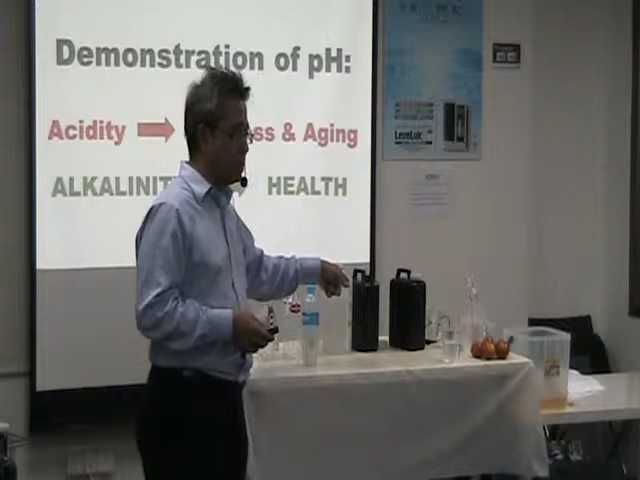 Demonstration of pH:
Acidity ss & Aging
ALKALINIT HEALTH
LeveLuk